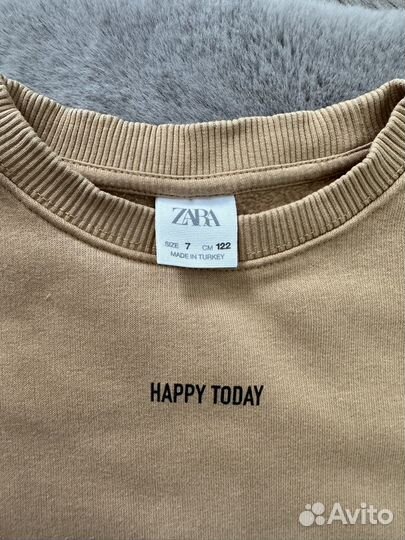 ZARA
SIZE 7 CM 122
MADE IN TURKEY
HAPPY TODAY
Avito